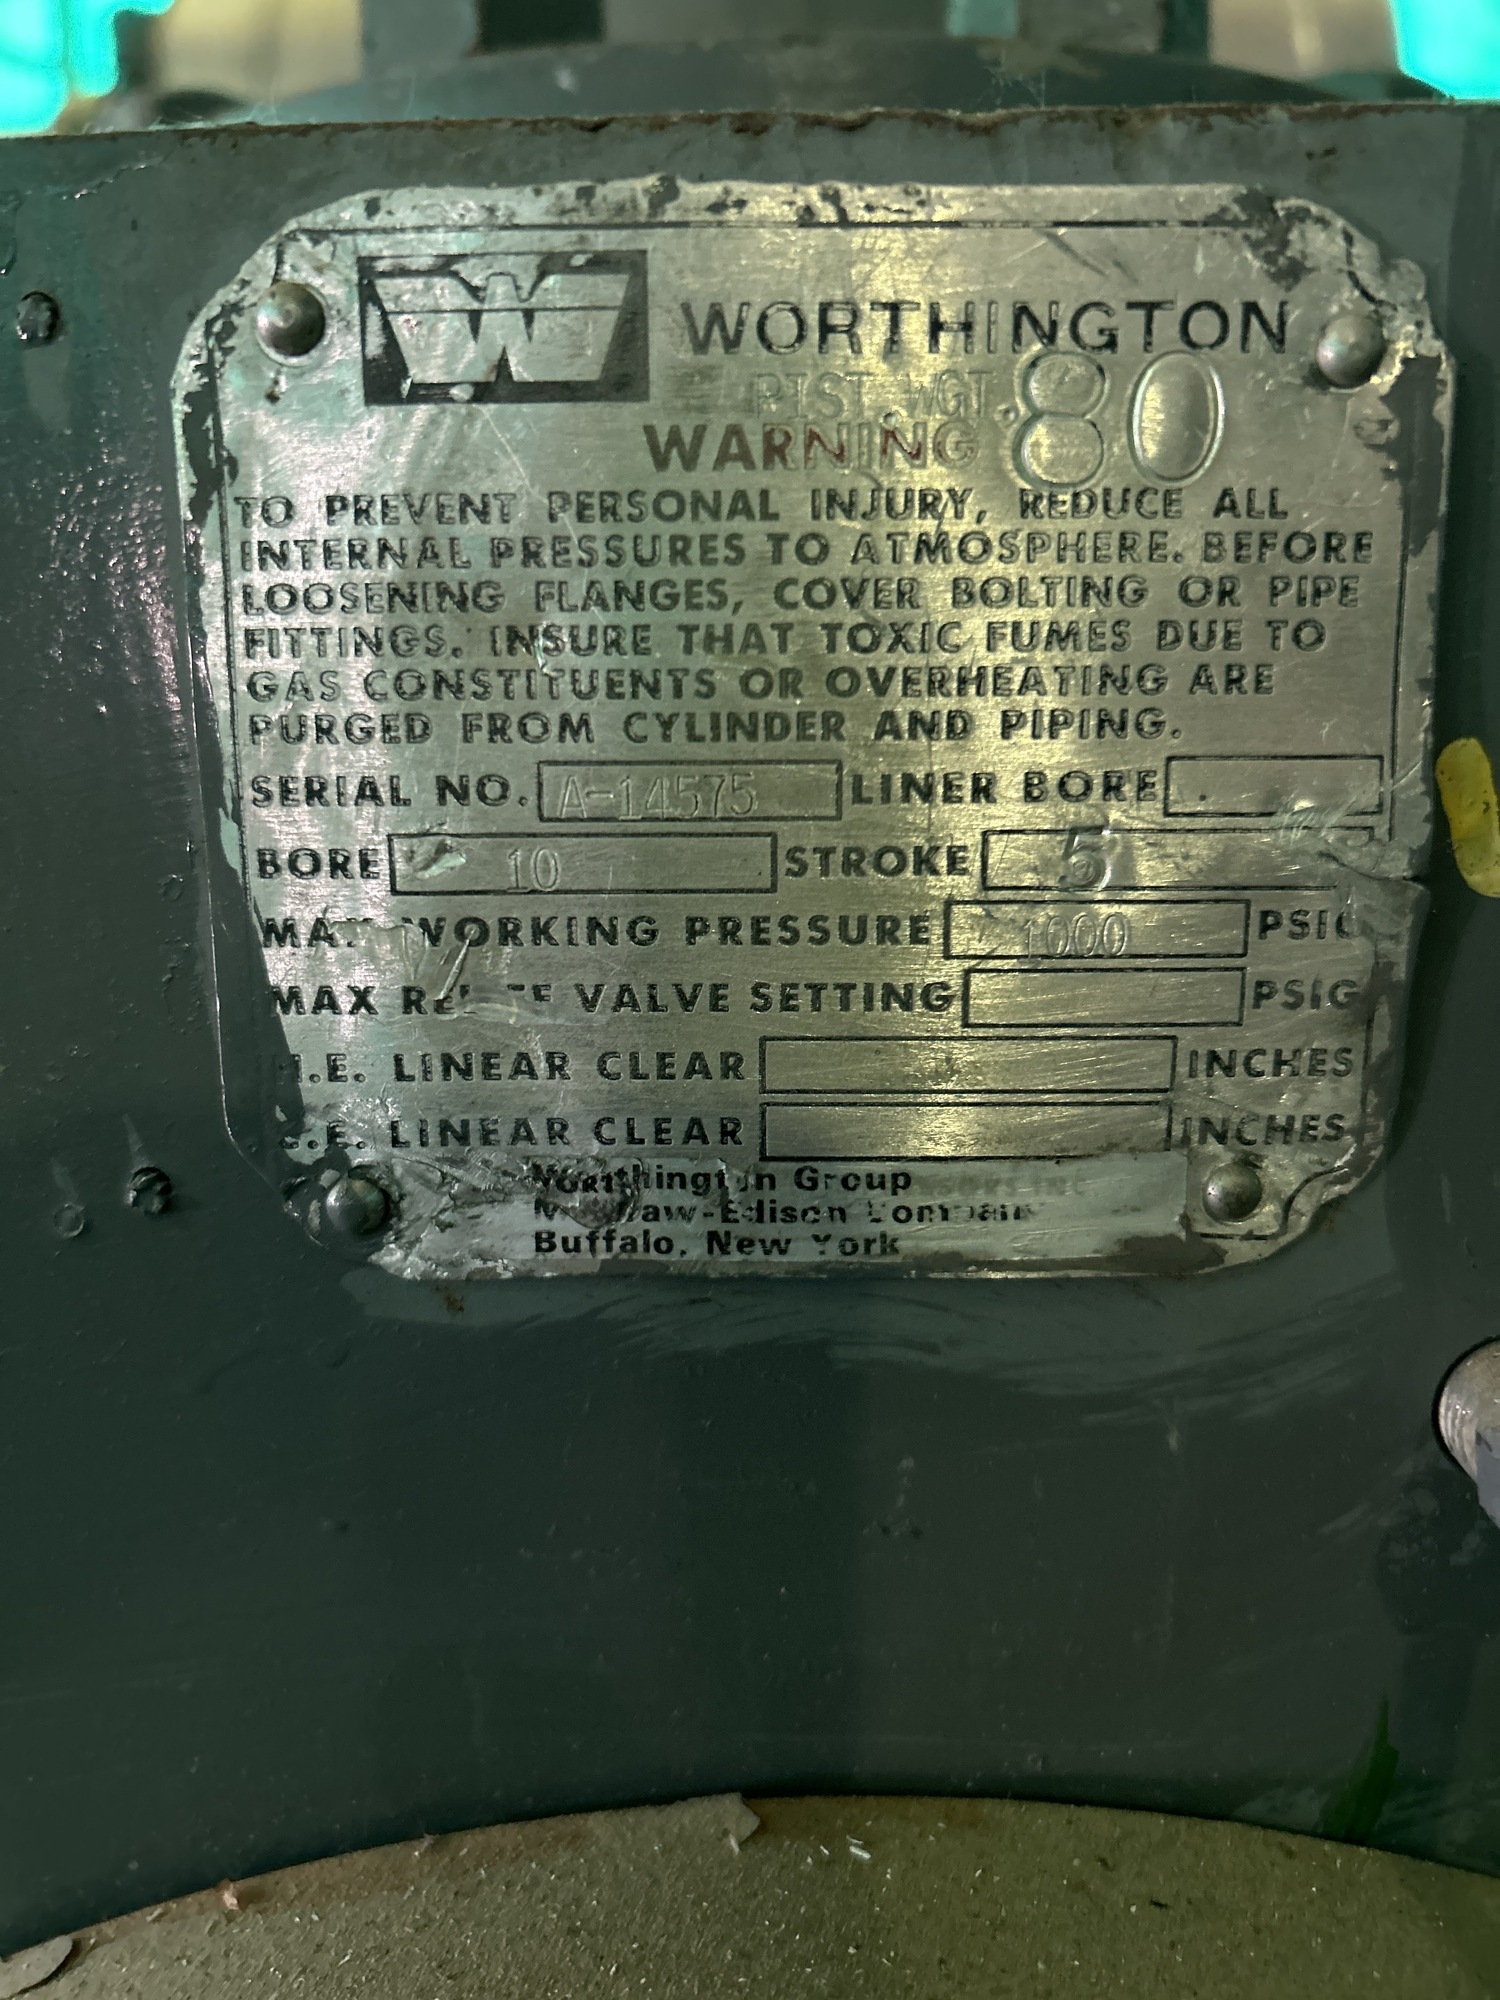 W WORTHINGTON
PIST WGT. 80
WARNING
TO PREVENT PERSONAL INJURY, REDUCE ALL
INTERNAL PRESSURES TO ATMOSPHERE. BEFORE
LOOSENING FLANGES, COVER BOLTING OR PIPE
FITTINGS. INSURE THAT TOXIC FUMES DUE TO
GAS CONSTITUENTS OR OVERHEATING ARE
PURGED FROM CYLINDER AND PIPING.
SERIAL NO. A-14575 LINER BORE
BORE 10 STROKE 5
WORKING PRESSURE 1000 PSIG
MAX VALVE SETTING PSIG
.E. LINEAR CLEAR INCHES
.E. LINEAR CLEAR INCHES
Worthington Group
-Edison Company
Buffalo, New York